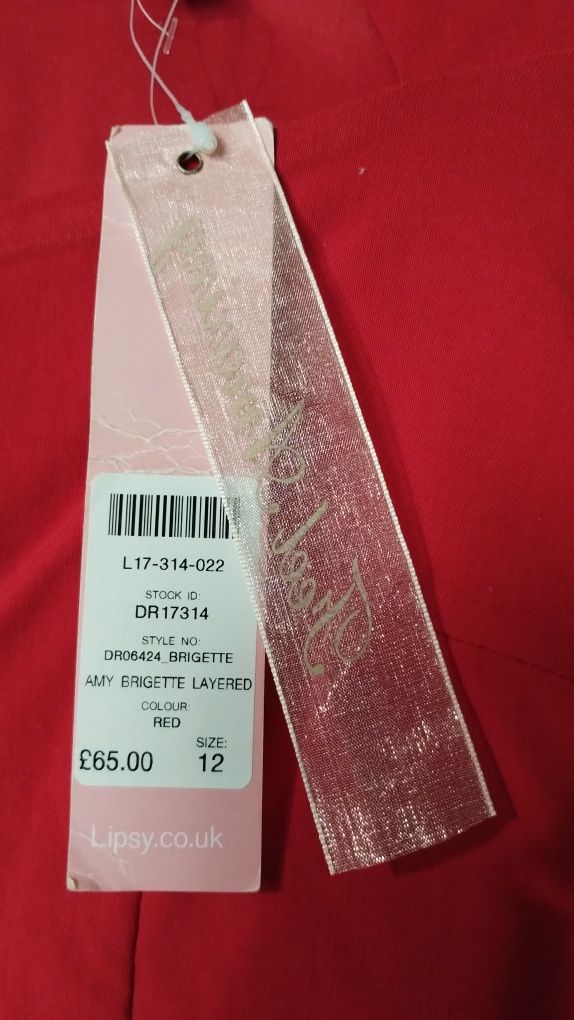 L17-314-022
STOCK ID:
DR17314
STYLE NO:
DR06424_BRIGETTE
AMY BRIGETTE LAYERED
COLOUR:
RED
SIZE:
£65.00 12
Lipsy.co.uk